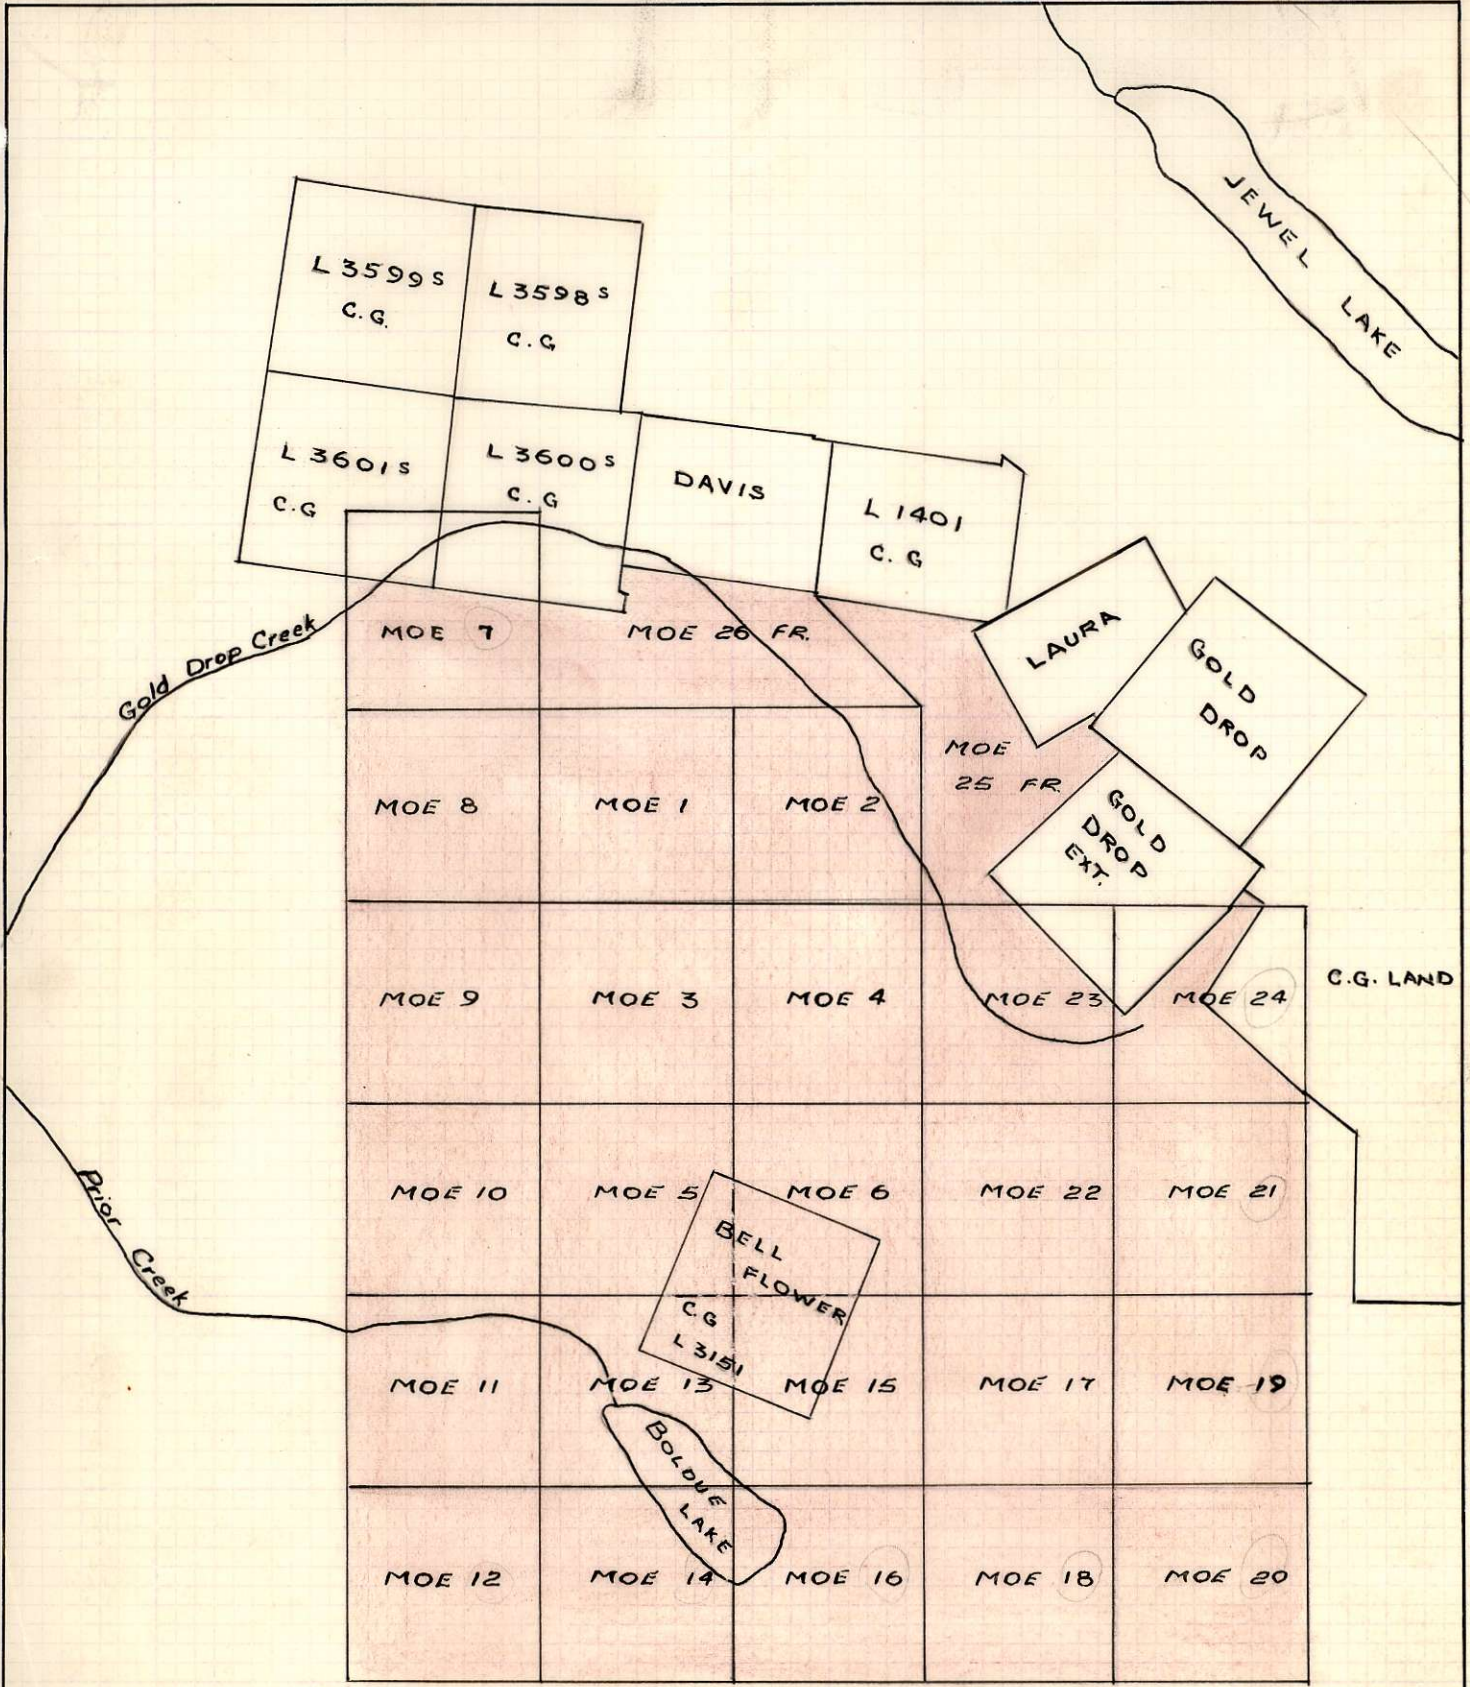 JEWEL
LAKE
L 3599 S
C.G.
L 3598 S
C.G
L 3601 S
C.G
L 3600 S
C.G
DAVIS
L 1401
C.G
LAURA
GOLD
DROP
Gold Drop Creek
MOE 7
MOE 26 FR.
MOE
25 FR.
GOLD
DROP
EXT.
MOE 8
MOE 1
MOE 2
MOE 9
MOE 3
MOE 4
MOE 23
MOE 24
C.G. LAND
Prior Creek
MOE 10
MOE 5
MOE 6
MOE 22
MOE 21
BELL
FLOWER
C.G
L 3151
MOE 11
MOE 13
MOE 15
MOE 17
MOE 19
BOLDUE
LAKE
MOE 12
MOE 14
MOE 16
MOE 18
MOE 20